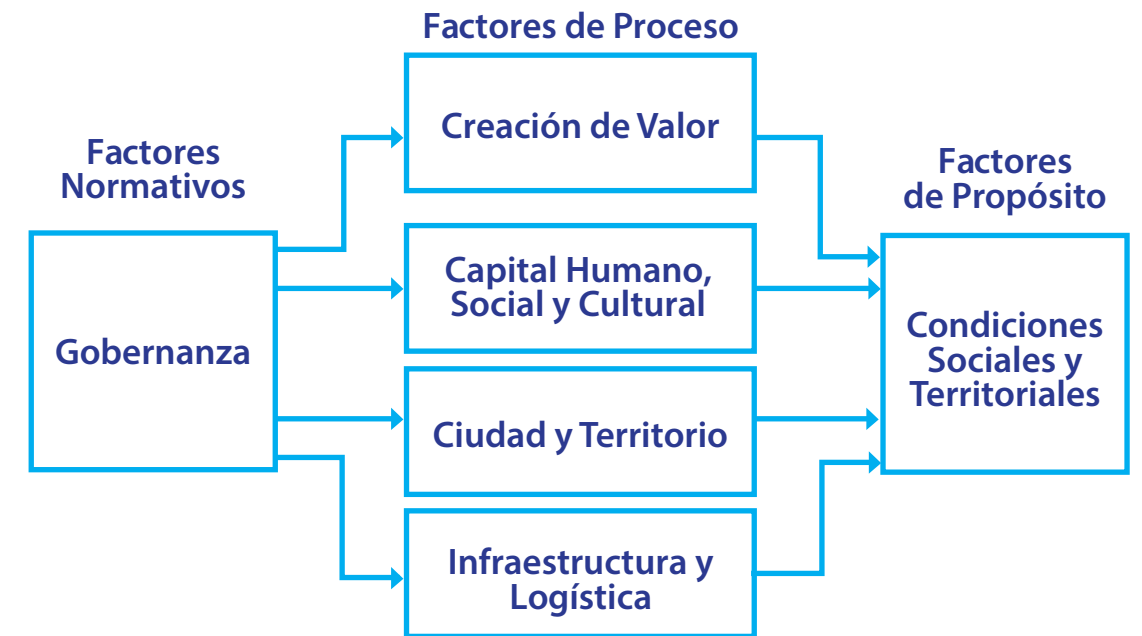 Factores de Proceso
Creación de Valor
Factores
Normativos
Factores
de Propósito
Capital Humano,
Social y Cultural
Gobernanza
Condiciones
Sociales y
Territoriales
Ciudad y Territorio
Infraestructura y
Logística